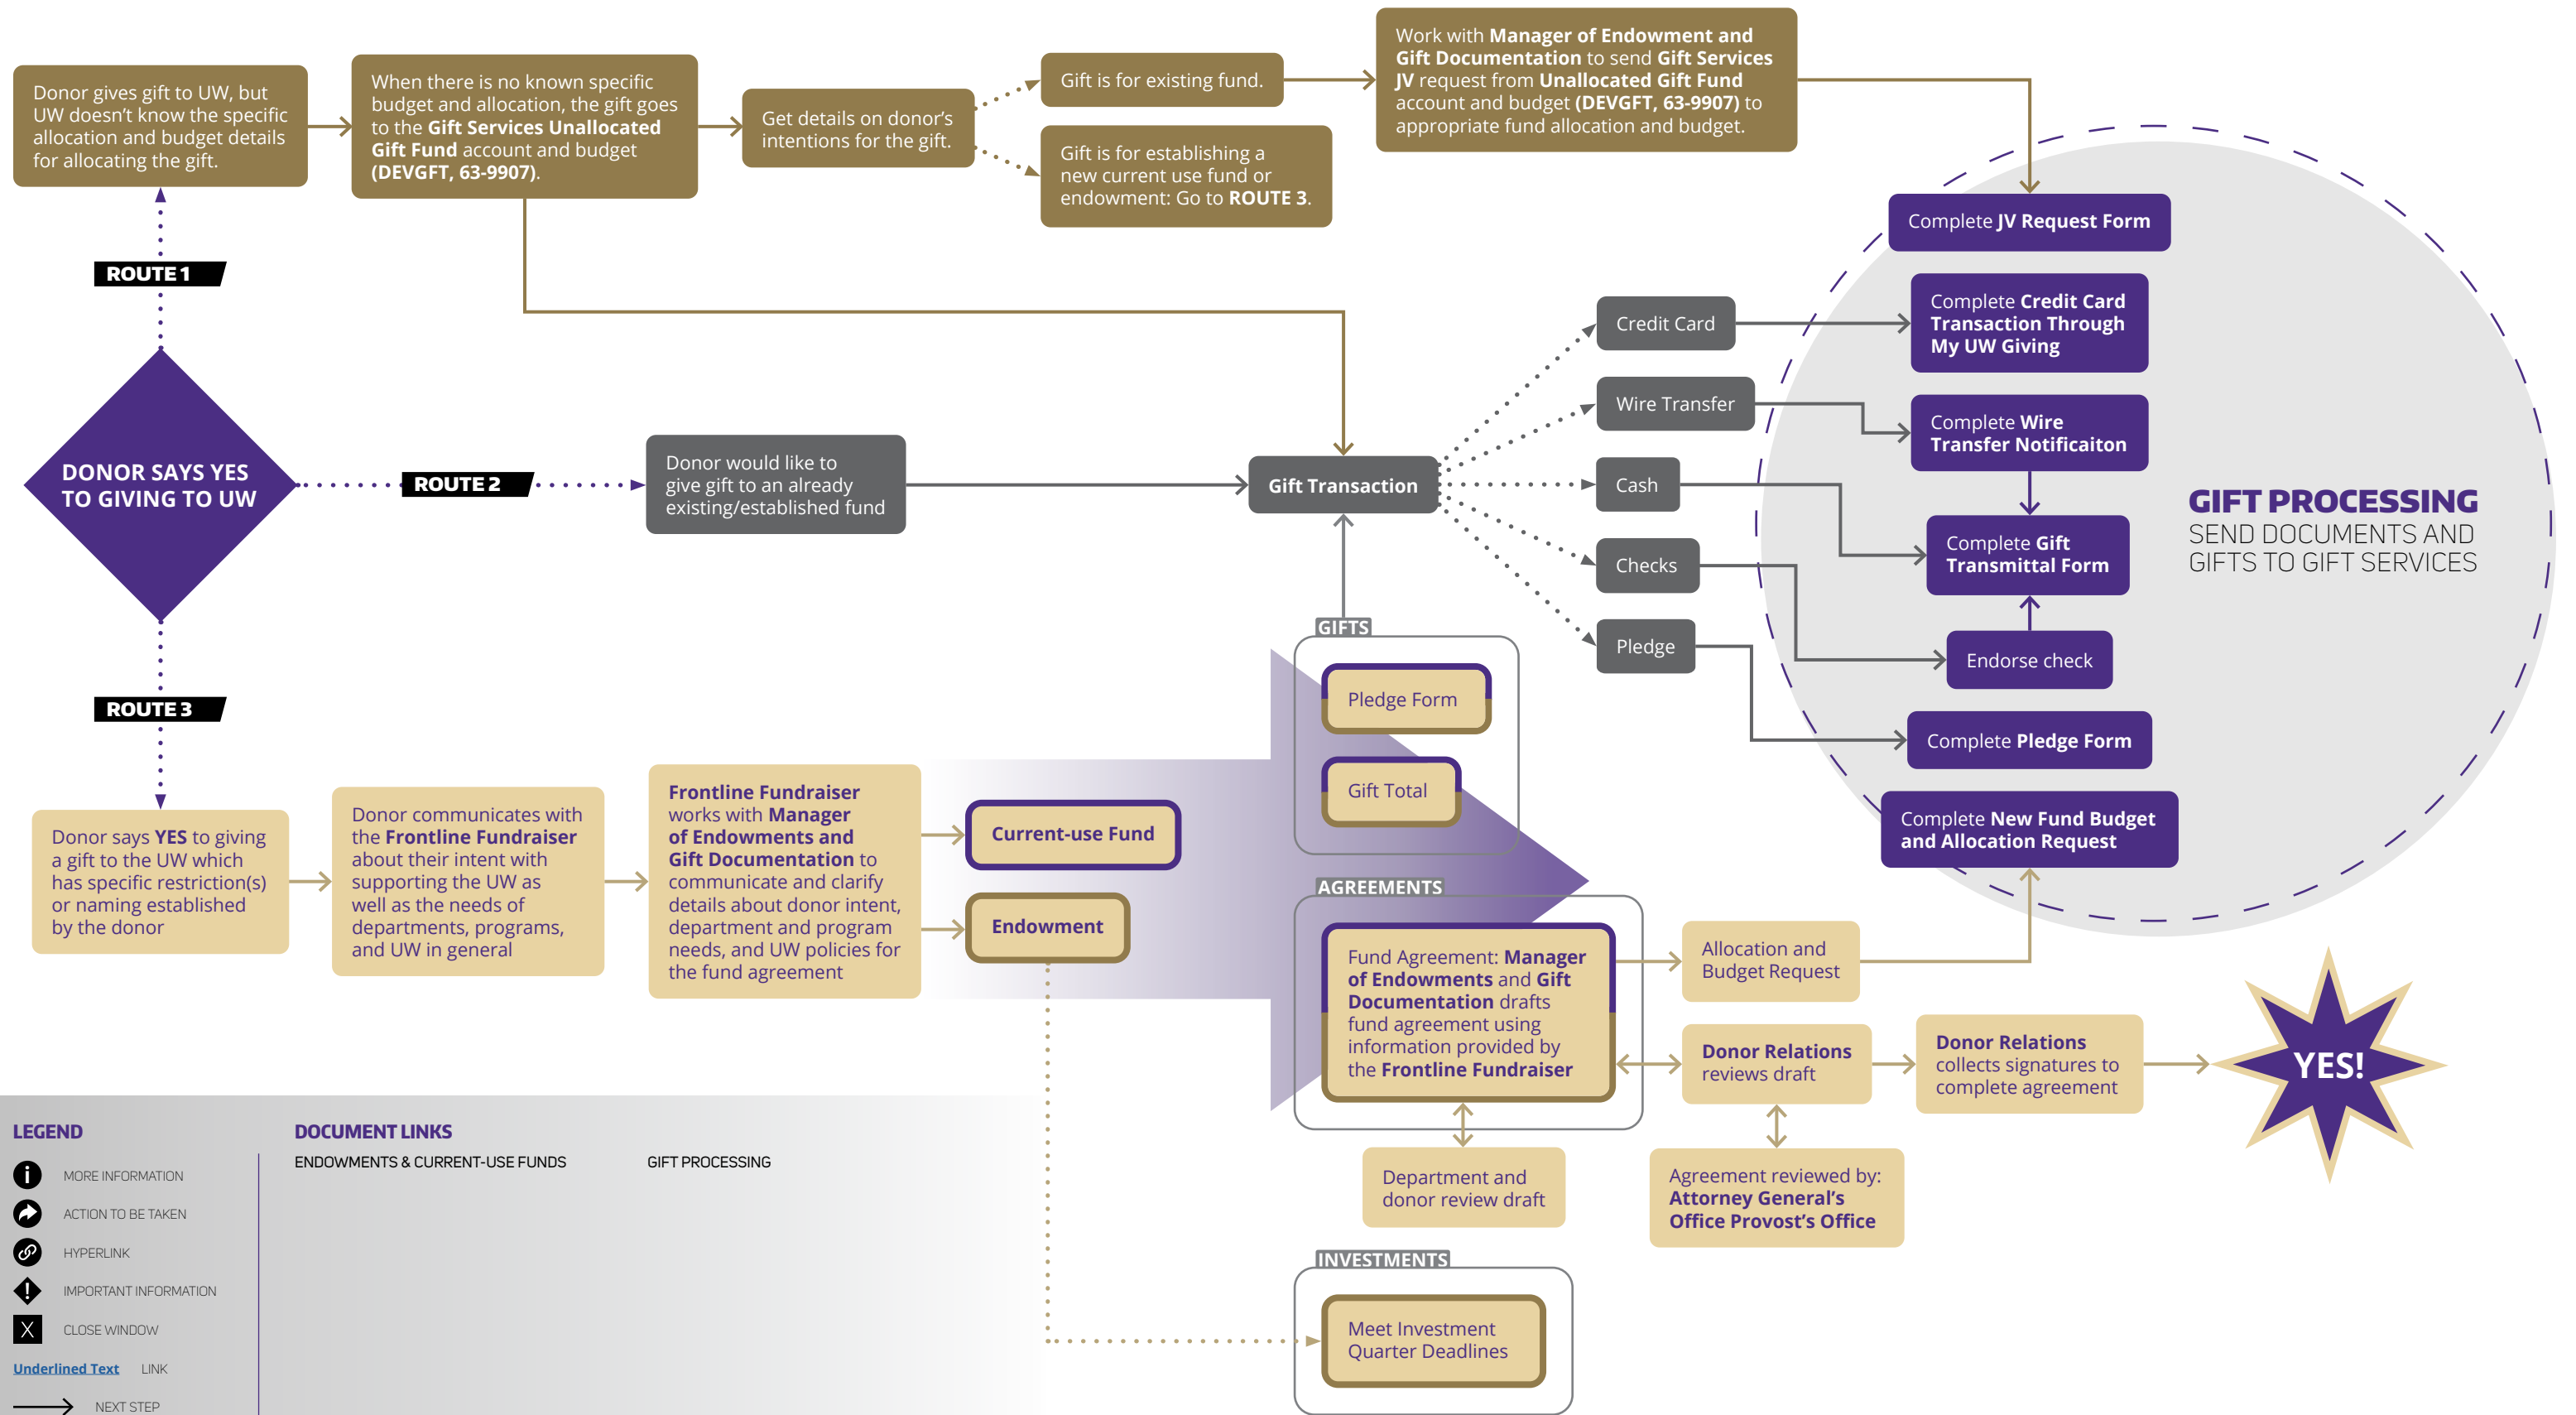 Donor gives gift to UW, but
UW doesn't know the specific
allocation and budget details
for allocating the gift.
When there is no known specific
budget and allocation, the gift goes
to the Gift Services Unallocated
Gift Fund account and budget
(DEVGFT, 63-9907).
Get details on donor's
intentions for the gift.
Gift is for existing fund.
Gift is for establishing a
new current use fund or
endowment: Go to ROUTE 3.
Work with Manager of Endowment and
Gift Documentation to send Gift Services
JV request from Unallocated Gift Fund
account and budget (DEVGFT, 63-9907) to
appropriate fund allocation and budget.
ROUTE 1
DONOR SAYS YES
TO GIVING TO UW
ROUTE 2
Donor would like to
give gift to an already
existing/established fund
Gift Transaction
Credit Card
Wire Transfer
Cash
Checks
Pledge
Complete JV Request Form
Complete Credit Card
Transaction Through
My UW Giving
Complete Wire
Transfer Notificaiton
Complete Gift
Transmittal Form
Endorse check
Complete Pledge Form
Complete New Fund Budget
and Allocation Request
GIFT PROCESSING
SEND DOCUMENTS AND
GIFTS TO GIFT SERVICES
ROUTE 3
Donor says YES to giving
a gift to the UW which
has specific restriction(s)
or naming established
by the donor
Donor communicates with
the Frontline Fundraiser
about their intent with
supporting the UW as
well as the needs of
departments, programs,
and UW in general
Frontline Fundraiser
works with Manager
of Endowments and
Gift Documentation to
communicate and clarify
details about donor intent,
department and program
needs, and UW policies for
the fund agreement
Current-use Fund
Endowment
GIFTS
Pledge Form
Gift Total
AGREEMENTS
Fund Agreement: Manager
of Endowments and Gift
Documentation drafts
fund agreement using
information provided by
the Frontline Fundraiser
Allocation and
Budget Request
Donor Relations
reviews draft
Donor Relations
collects signatures to
complete agreement
YES!
Department and
donor review draft
Agreement reviewed by:
Attorney General's
Office Provost's Office
INVESTMENTS
Meet Investment
Quarter Deadlines
LEGEND
i MORE INFORMATION
ACTION TO BE TAKEN
HYPERLINK
! IMPORTANT INFORMATION
X CLOSE WINDOW
Underlined Text LINK
NEXT STEP
DOCUMENT LINKS
ENDOWMENTS & CURRENT-USE FUNDS
GIFT PROCESSING